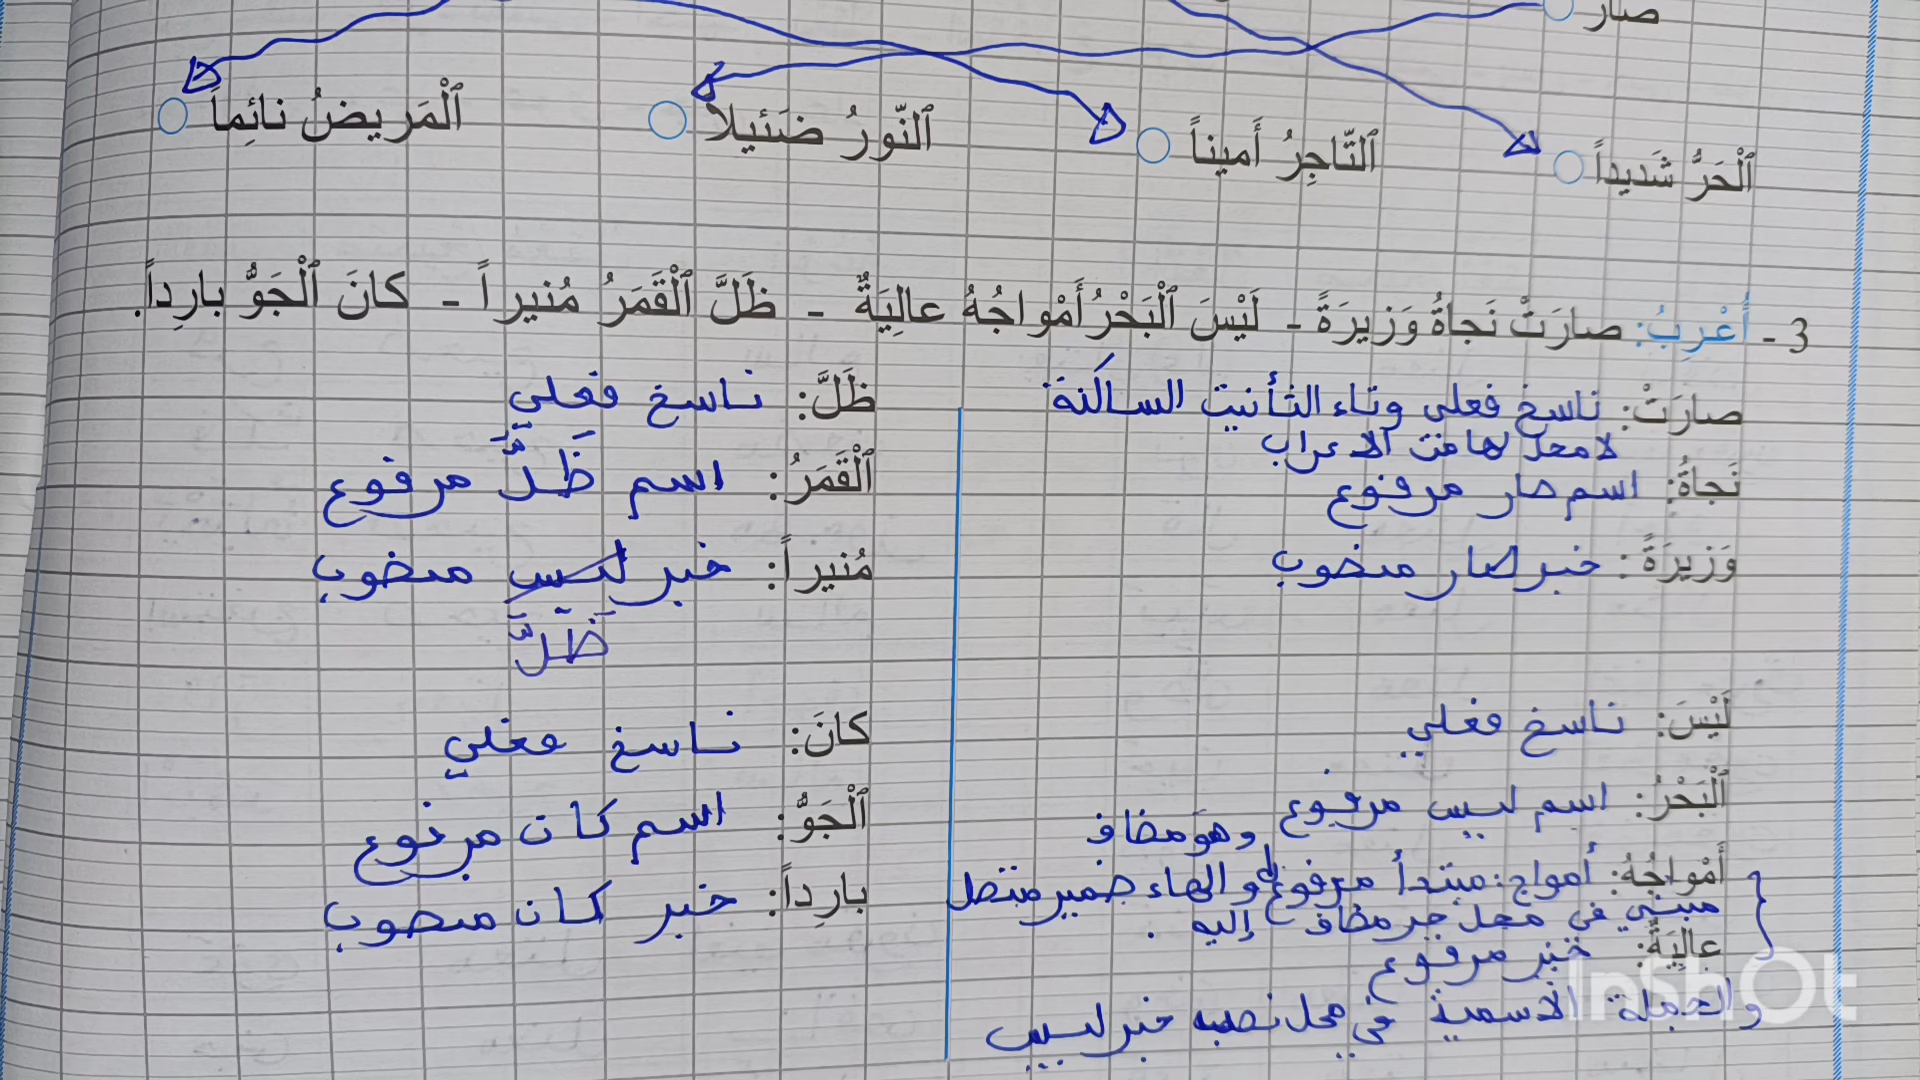 صار
ٱلْحَرُّ شَديداً
ٱلتّاجِرُ أَميناً
ٱلنّورُ ضَئيلاً
ٱلْمَريضُ نائِماً
3 - أُعْرِبُ: صارَتْ نَجاةُ وَزيرَةً - لَيْسَ ٱلْبَحْرُ أَمْواجُهُ عالِيَةٌ - ظَلَّ ٱلْقَمَرُ مُنيراً - كانَ ٱلْجَوُّ بارِداً.
صارَتْ: ناسخ فعلي وتاء التأنيت الساكنة
لا محل لها من الاعراب
نَجاةُ: اسم صار مرفوع
وَزيرَةً: خبر صار منصوب
لَيْسَ: ناسخ فعلي
ٱلْبَحْرُ: اسم ليس مرفوع
وهو مضاف
أَمْواجُهُ: أمواج: مبتدأ مرفوع والهاء ضمير متصل
مبني في محل جر مضاف إليه.
عالِيَةٌ: خبر مرفوع
والجملة الاسمية في محل نصب خبر ليس
ظَلَّ: ناسخ فعلي
ٱلْقَمَرُ: اسم ظَلَّ مرفوع
مُنيراً: خبر ليس منصوب
ظَلَّ
كانَ: ناسخ فعلي
ٱلْجَوُّ: اسم كان مرفوع
بارِداً: خبر كان منصوب
InShOt